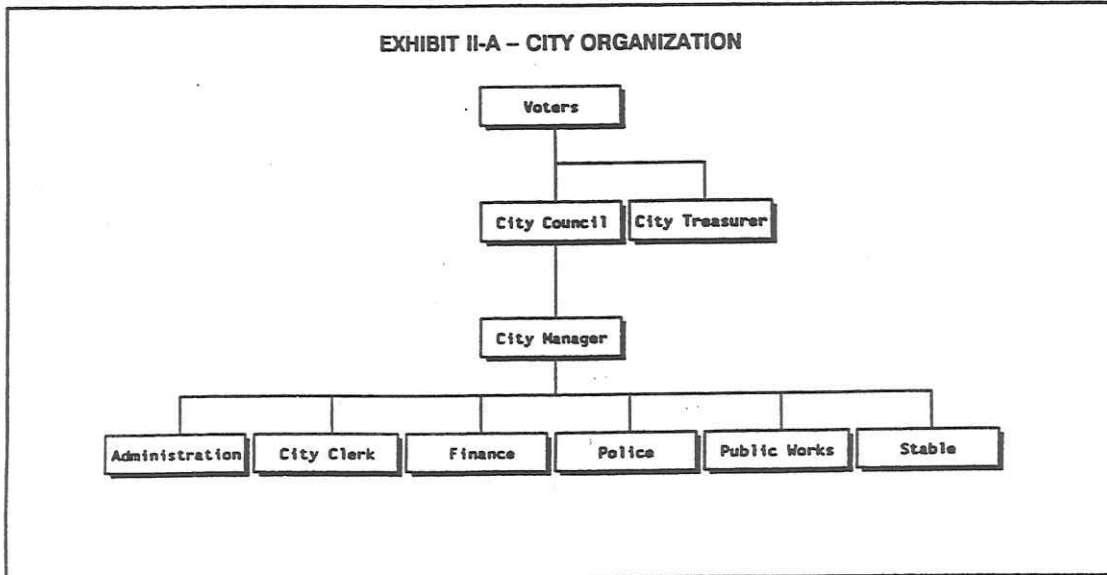 EXHIBIT II-A – CITY ORGANIZATION
Voters
City Council City Treasurer
City Manager
Administration City Clerk Finance Police Public Works Stable